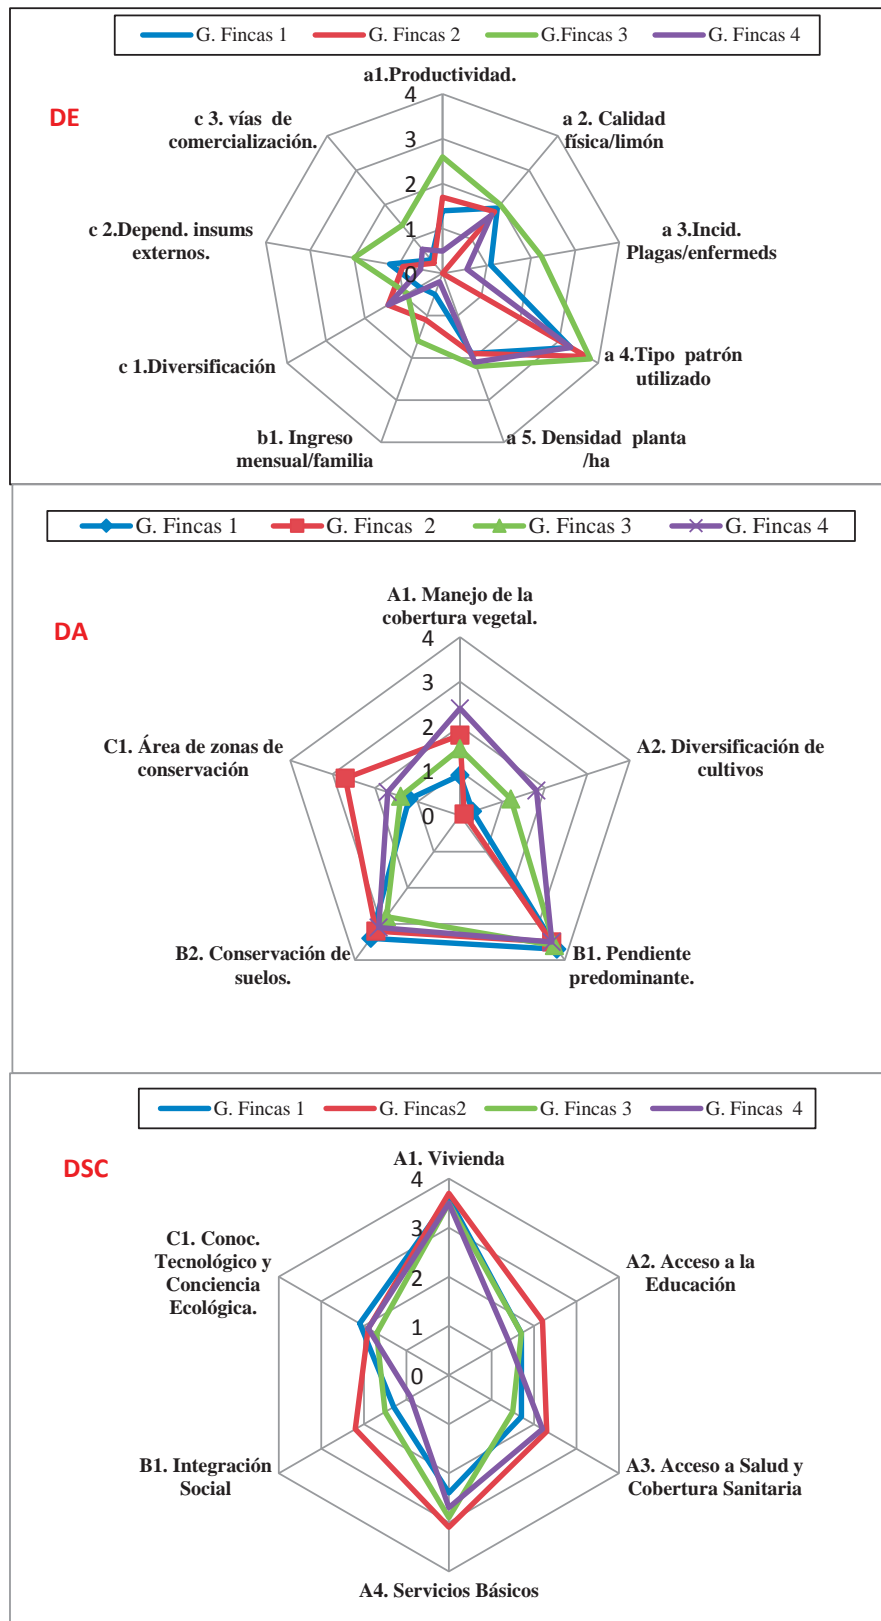 G. Fincas 1 G. Fincas 2 G.Fincas 3 G. Fincas 4
a1.Productividad.
DE
4
3
2
1
0
a 2. Calidad
física/limón
a 3.Incid.
Plagas/enfermeds
a 4.Tipo patrón
utilizado
a 5. Densidad planta
/ha
b1. Ingreso
mensual/familia
c 1.Diversificación
c 2.Depend. insums
externos.
c 3. vías de
comercialización.
G. Fincas 1 G. Fincas 2 G. Fincas 3 G. Fincas 4
DA
A1. Manejo de la
cobertura vegetal.
4
3
2
1
0
A2. Diversificación de
cultivos
B1. Pendiente
predominante.
B2. Conservación de
suelos.
C1. Área de zonas de
conservación
G. Fincas 1 G. Fincas2 G. Fincas 3 G. Fincas 4
DSC
A1. Vivienda
4
3
2
1
0
A2. Acceso a la
Educación
A3. Acceso a Salud y
Cobertura Sanitaria
A4. Servicios Básicos
B1. Integración
Social
C1. Conoc.
Tecnológico y
Conciencia
Ecológica.